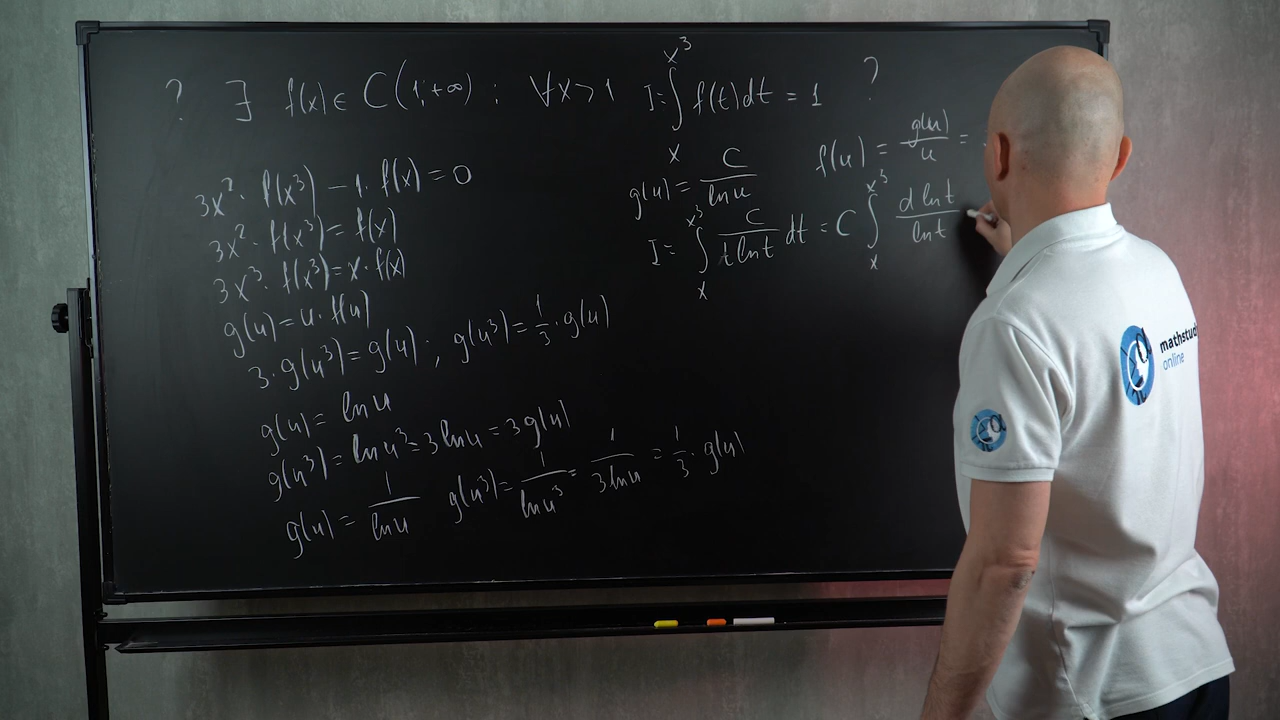 ? ∃ f(x) ∈ C(1;+∞) : ∀x>1 I=∫_x^{x³} f(t)dt = 1 ?
3x² · f(x³) − 1 · f(x) = 0
3x² · f(x³) = f(x)
3x³ · f(x³) = x · f(x)
g(u) = u · f(u)
3 · g(u³) = g(u) ; g(u³) = 1/3 · g(u)
g(u) = ln u
g(u³) = ln u³ = 3 ln u = 3 g(u)
g(u) = 1/ln u g(u³) = 1/ln u³ = 1/3 ln u = 1/3 · g(u)
g(u) = C/ln u f(u) = g(u)/u =
I = ∫_x^{x³} C/t ln t dt = C ∫_x^{x³} d ln t/ln t
online